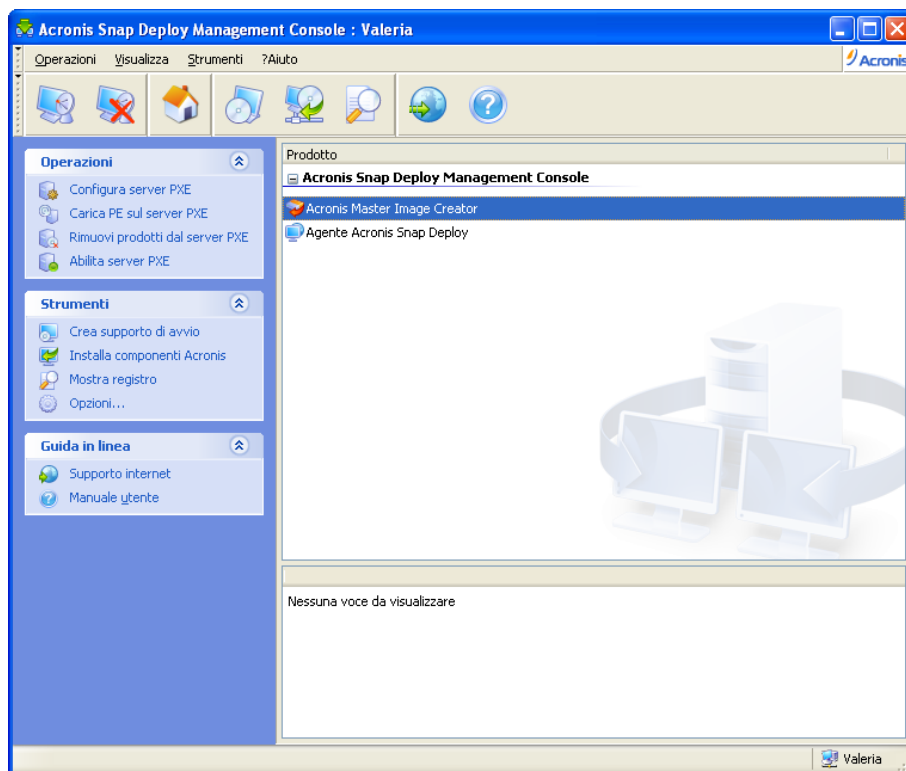 Acronis Snap Deploy Management Console : Valeria
Operazioni Visualizza Strumenti ?Aiuto
Acronis
Operazioni
Configura server PXE
Carica PE sul server PXE
Rimuovi prodotti dal server PXE
Abilita server PXE
Strumenti
Crea supporto di avvio
Installa componenti Acronis
Mostra registro
Opzioni...
Guida in linea
Supporto internet
Manuale utente
Prodotto
Acronis Snap Deploy Management Console
Acronis Master Image Creator
Agente Acronis Snap Deploy
Nessuna voce da visualizzare
Valeria